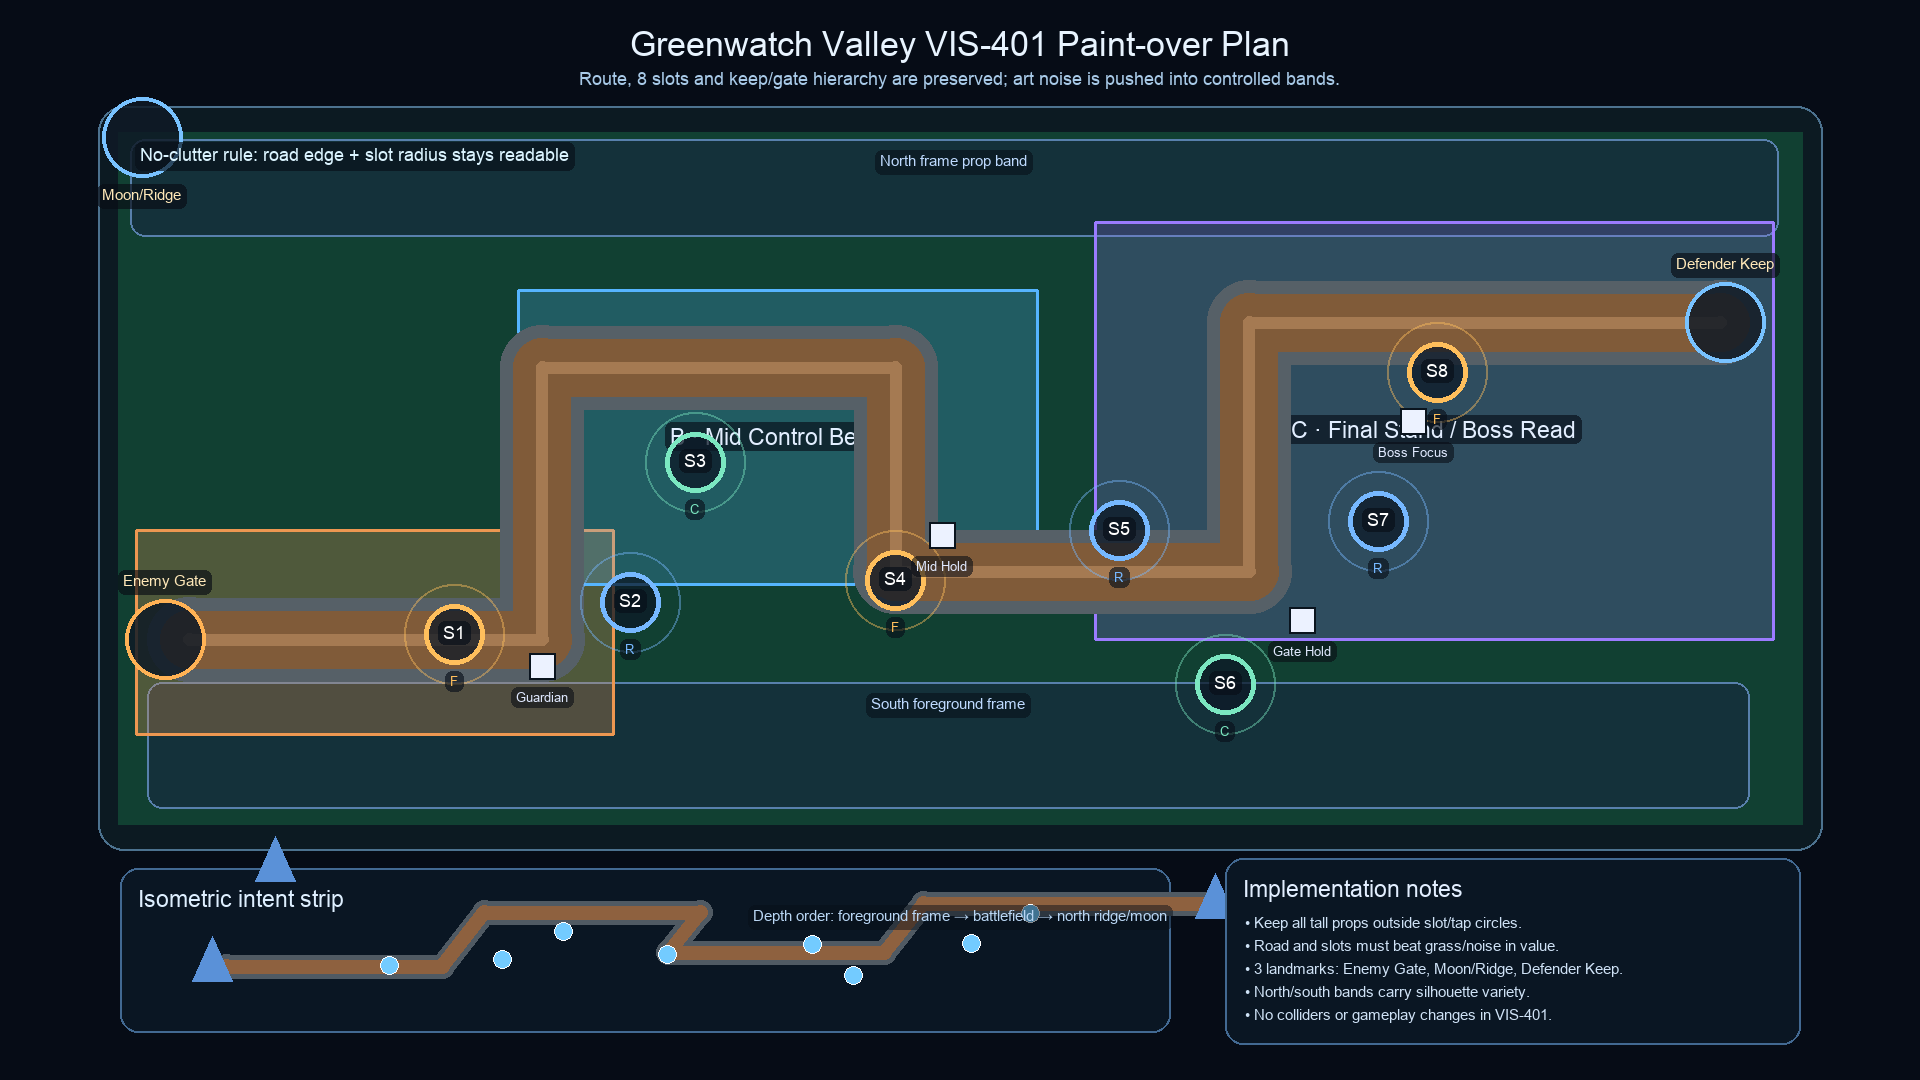 Greenwatch Valley VIS-401 Paint-over Plan
Route, 8 slots and keep/gate hierarchy are preserved; art noise is pushed into controlled bands.
No-clutter rule: road edge + slot radius stays readable
North frame prop band
Moon/Ridge
Defender Keep
S8
F
Mid Control Be
C · Final Stand / Boss Read
Boss Focus
S3
C
S7
R
S5
R
Mid Hold
Enemy Gate
S4
F
S2
R
S1
F
Guardian
Gate Hold
S6
C
South foreground frame
Isometric intent strip
Depth order: foreground frame → battlefield → north ridge/moon
Implementation notes
• Keep all tall props outside slot/tap circles.
• Road and slots must beat grass/noise in value.
• 3 landmarks: Enemy Gate, Moon/Ridge, Defender Keep.
• North/south bands carry silhouette variety.
• No colliders or gameplay changes in VIS-401.